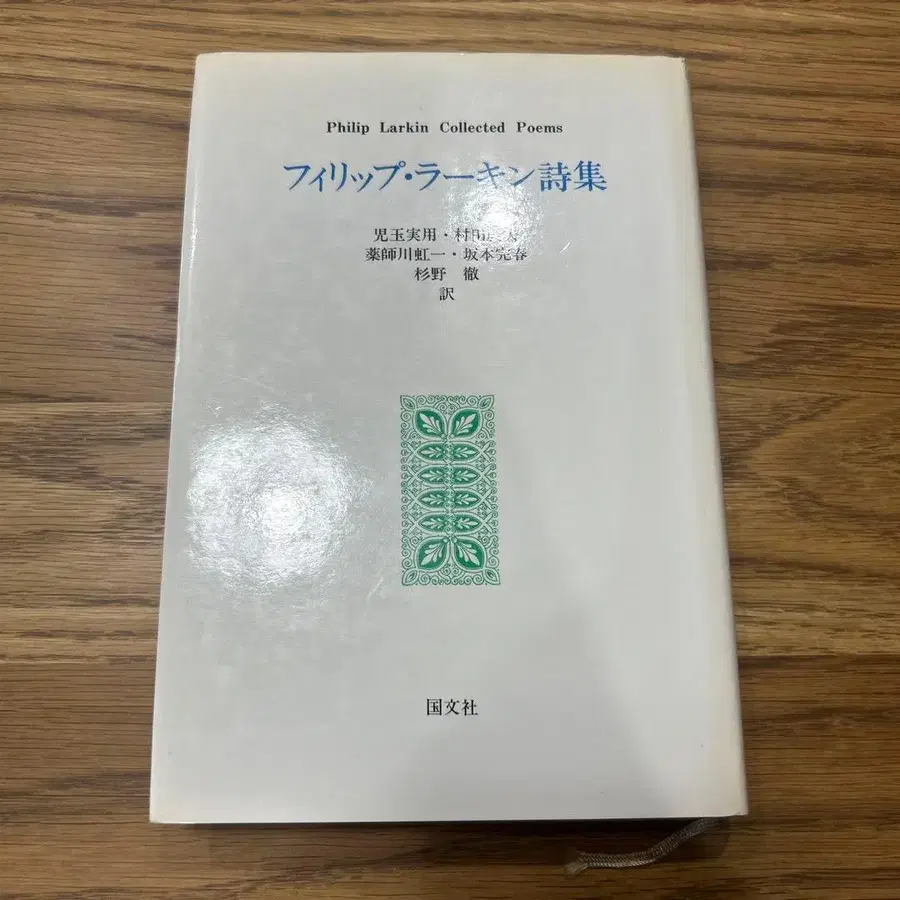 Philip Larkin Collected Poems
フィリップ・ラーキン詩集
児玉実用・
薬師川虹一・坂本完春
杉野 徹
訳
国文社